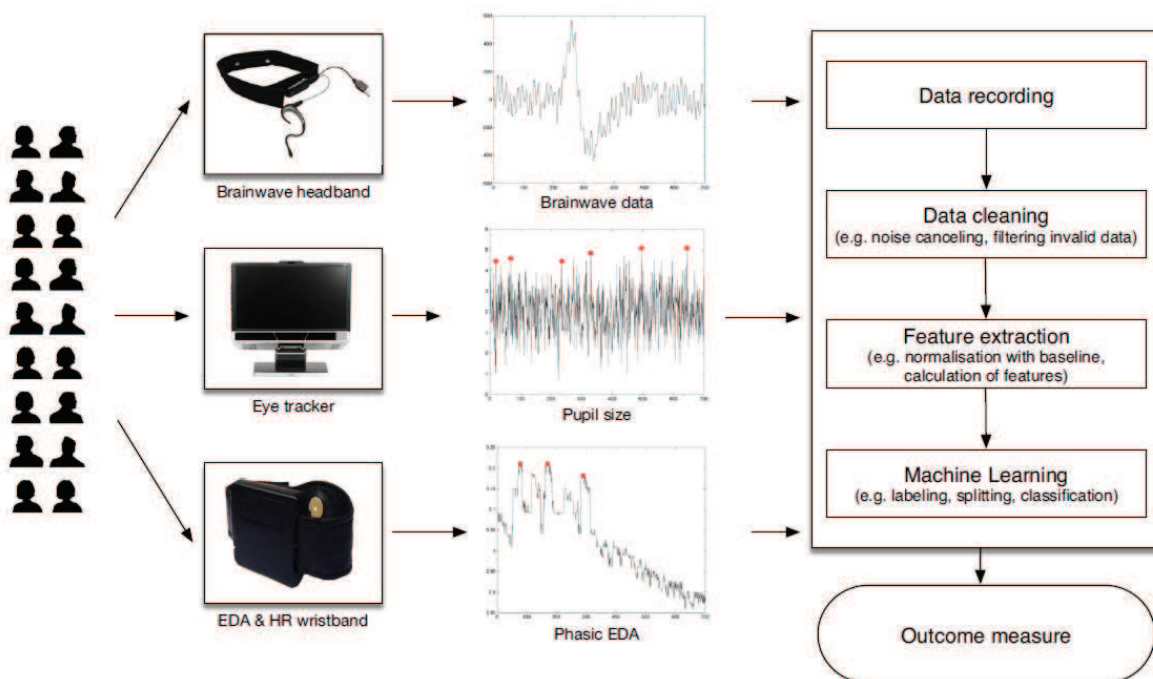 Brainwave headband
Brainwave data
Eye tracker
Pupil size
EDA & HR wristband
Phasic EDA
Data recording
Data cleaning
(e.g. noise canceling, filtering invalid data)
Feature extraction
(e.g. normalisation with baseline,
calculation of features)
Machine Learning
(e.g. labeling, splitting, classification)
Outcome measure